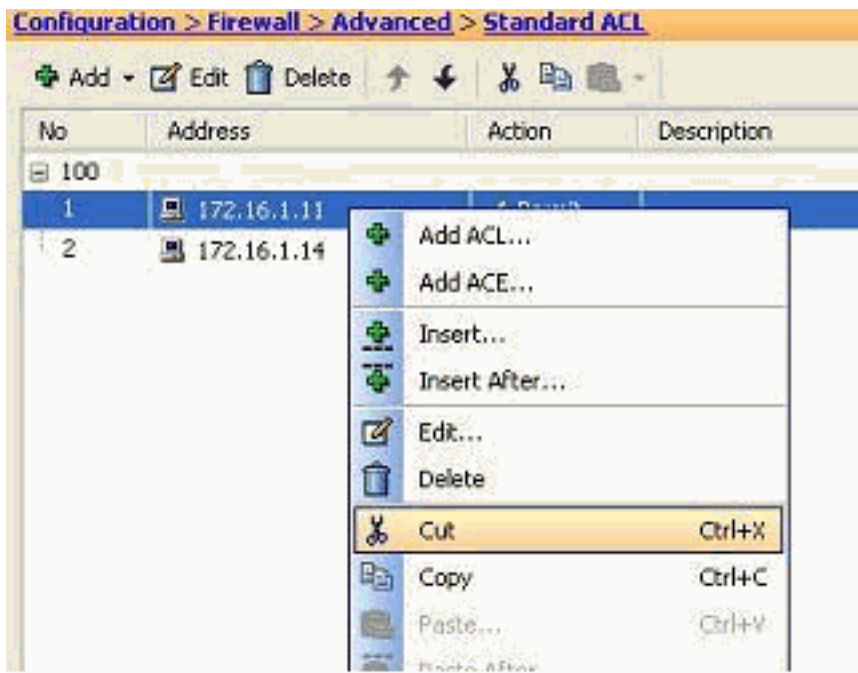 Configuration > Firewall > Advanced > Standard ACL
Add Edit Delete
No Address Action Description
100
1 172.16.1.11
2 172.16.1.14
Add ACL...
Add ACE...
Insert...
Insert After...
Edit...
Delete
Cut Ctrl+X
Copy Ctrl+C
Paste... Ctrl+V